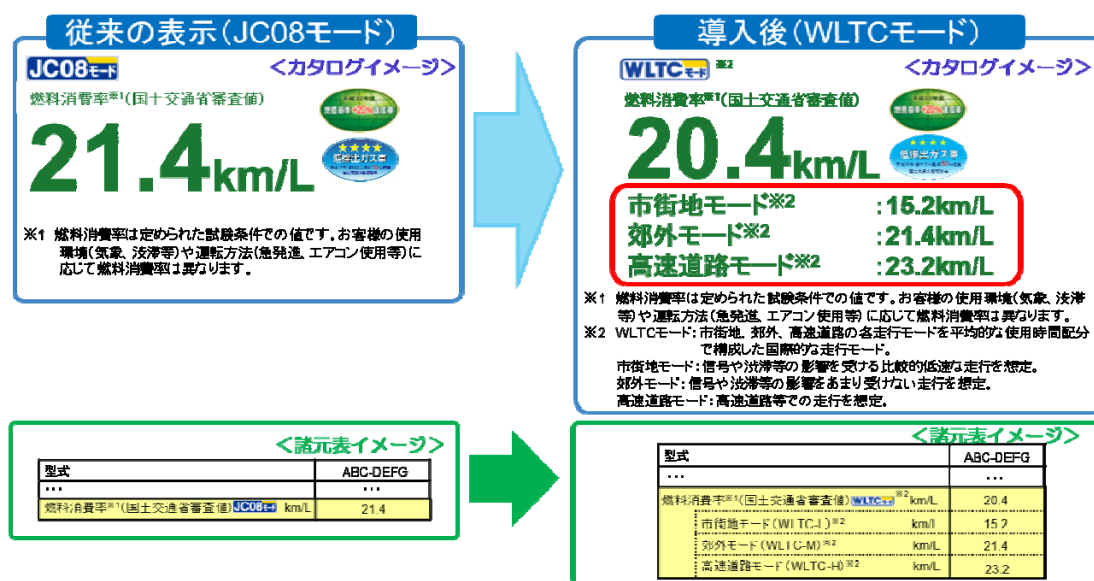 従来の表示(JC08モード)
JC08モード
<カタログイメージ>
燃料消費率※1(国土交通省審査値)
21.4km/L
※1 燃料消費率は定められた試験条件での値です。お客様の使用
環境(気象、渋滞等)や運転方法(急発進、エアコン使用等)に
応じて燃料消費率は異なります。
導入後(WLTCモード)
WLTCモード ※2
<カタログイメージ>
燃料消費率※1(国土交通省審査値)
20.4km/L
低排出ガス車
市街地モード※2 :15.2km/L
郊外モード※2 :21.4km/L
高速道路モード※2 :23.2km/L
※1 燃料消費率は定められた試験条件での値です。お客様の使用環境(気象、渋滞
等)や運転方法(急発進、エアコン使用等)に応じて燃料消費率は異なります。
※2 WLTCモード:市街地、郊外、高速道路の各走行モードを平均的な使用時間配分
で構成した国際的な走行モード。
市街地モード:信号や渋滞等の影響を受ける比較的低速な走行を想定。
郊外モード:信号や渋滞等の影響をあまり受けない走行を想定。
高速道路モード:高速道路等での走行を想定。
<諸元表イメージ>
型式 ABC-DEFG
... ...
燃料消費率※1(国土交通省審査値)JC08モード km/L 21.4
<諸元表イメージ>
型式 ABC-DEFG
... ...
燃料消費率※1(国土交通省審査値)WLTCモード※2 km/L 20.4
市街地モード(WLTC-L)※2 km/L 15.2
郊外モード(WLTC-M)※2 km/L 21.4
高速道路モード(WLTC-H)※2 km/L 23.2